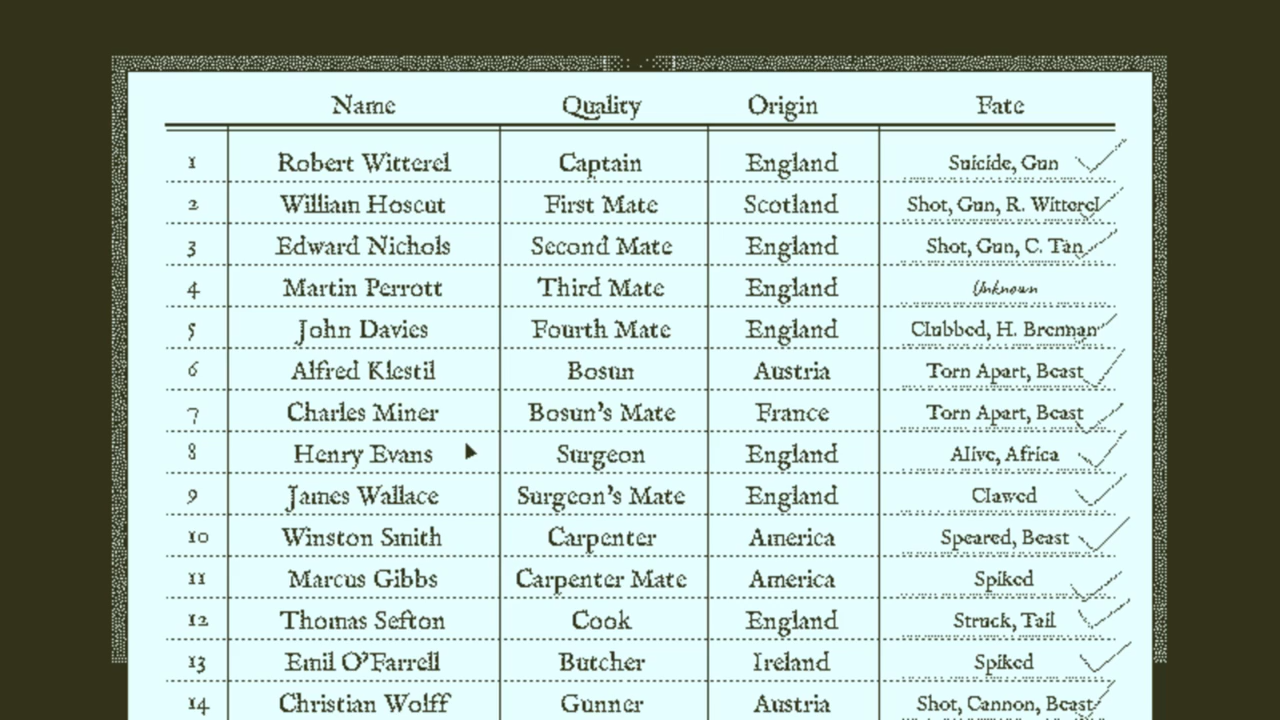 Name Quality Origin Fate
1 Robert Witterel Captain England Suicide, Gun
2 William Hoscut First Mate Scotland Shot, Gun, R. Witterel
3 Edward Nichols Second Mate England Shot, Gun, C. Tan
4 Martin Perrott Third Mate England Unknown
5 John Davies Fourth Mate England Clubbed, H. Brennan
6 Alfred Klestil Bosun Austria Torn Apart, Beast
7 Charles Miner Bosun's Mate France Torn Apart, Beast
8 Henry Evans Surgeon England Alive, Africa
9 James Wallace Surgeon's Mate England Clawed
10 Winston Smith Carpenter America Speared, Beast
11 Marcus Gibbs Carpenter Mate America Spiked
12 Thomas Sefton Cook England Struck, Tail
13 Emil O'Farrell Butcher Ireland Spiked
14 Christian Wolff Gunner Austria Shot, Cannon, Beast